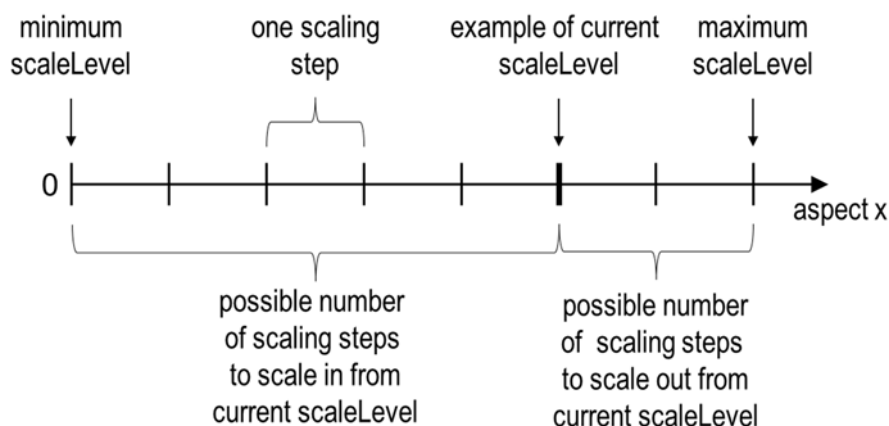 minimum
scaleLevel
one scaling
step
example of current
scaleLevel
maximum
scaleLevel
0
aspect x
possible number
of scaling steps
to scale in from
current scaleLevel
possible number
of scaling steps
to scale out from
current scaleLevel